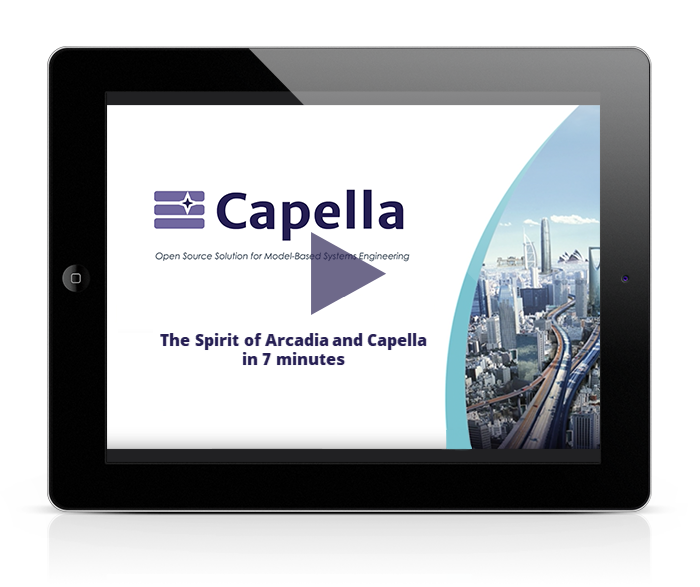 Capella
Open Source Solution for Model-Based Systems Engineering
The Spirit of Arcadia and Capella
in 7 minutes